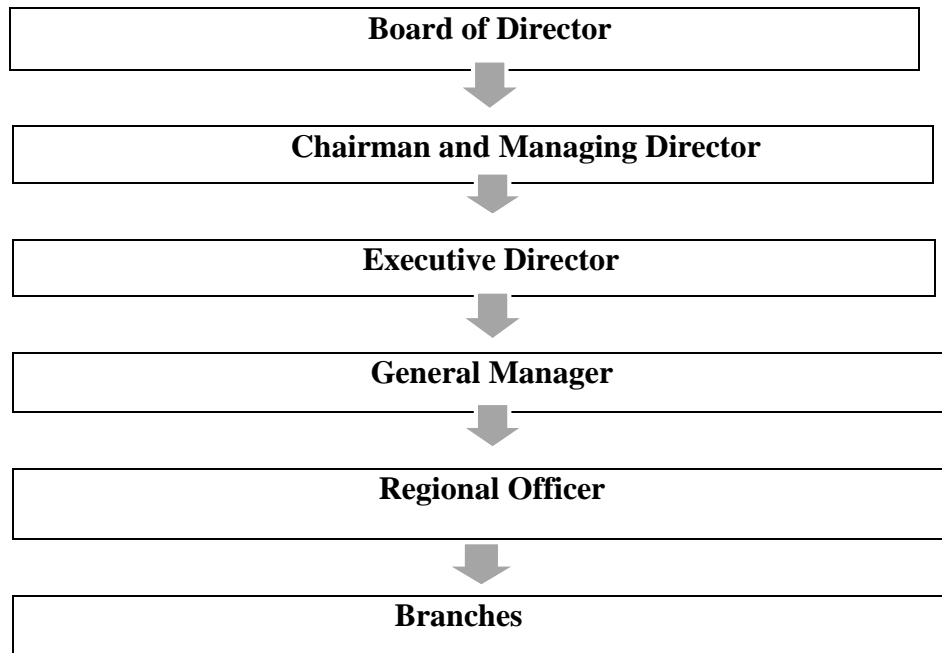 Board of Director
Chairman and Managing Director
Executive Director
General Manager
Regional Officer
Branches